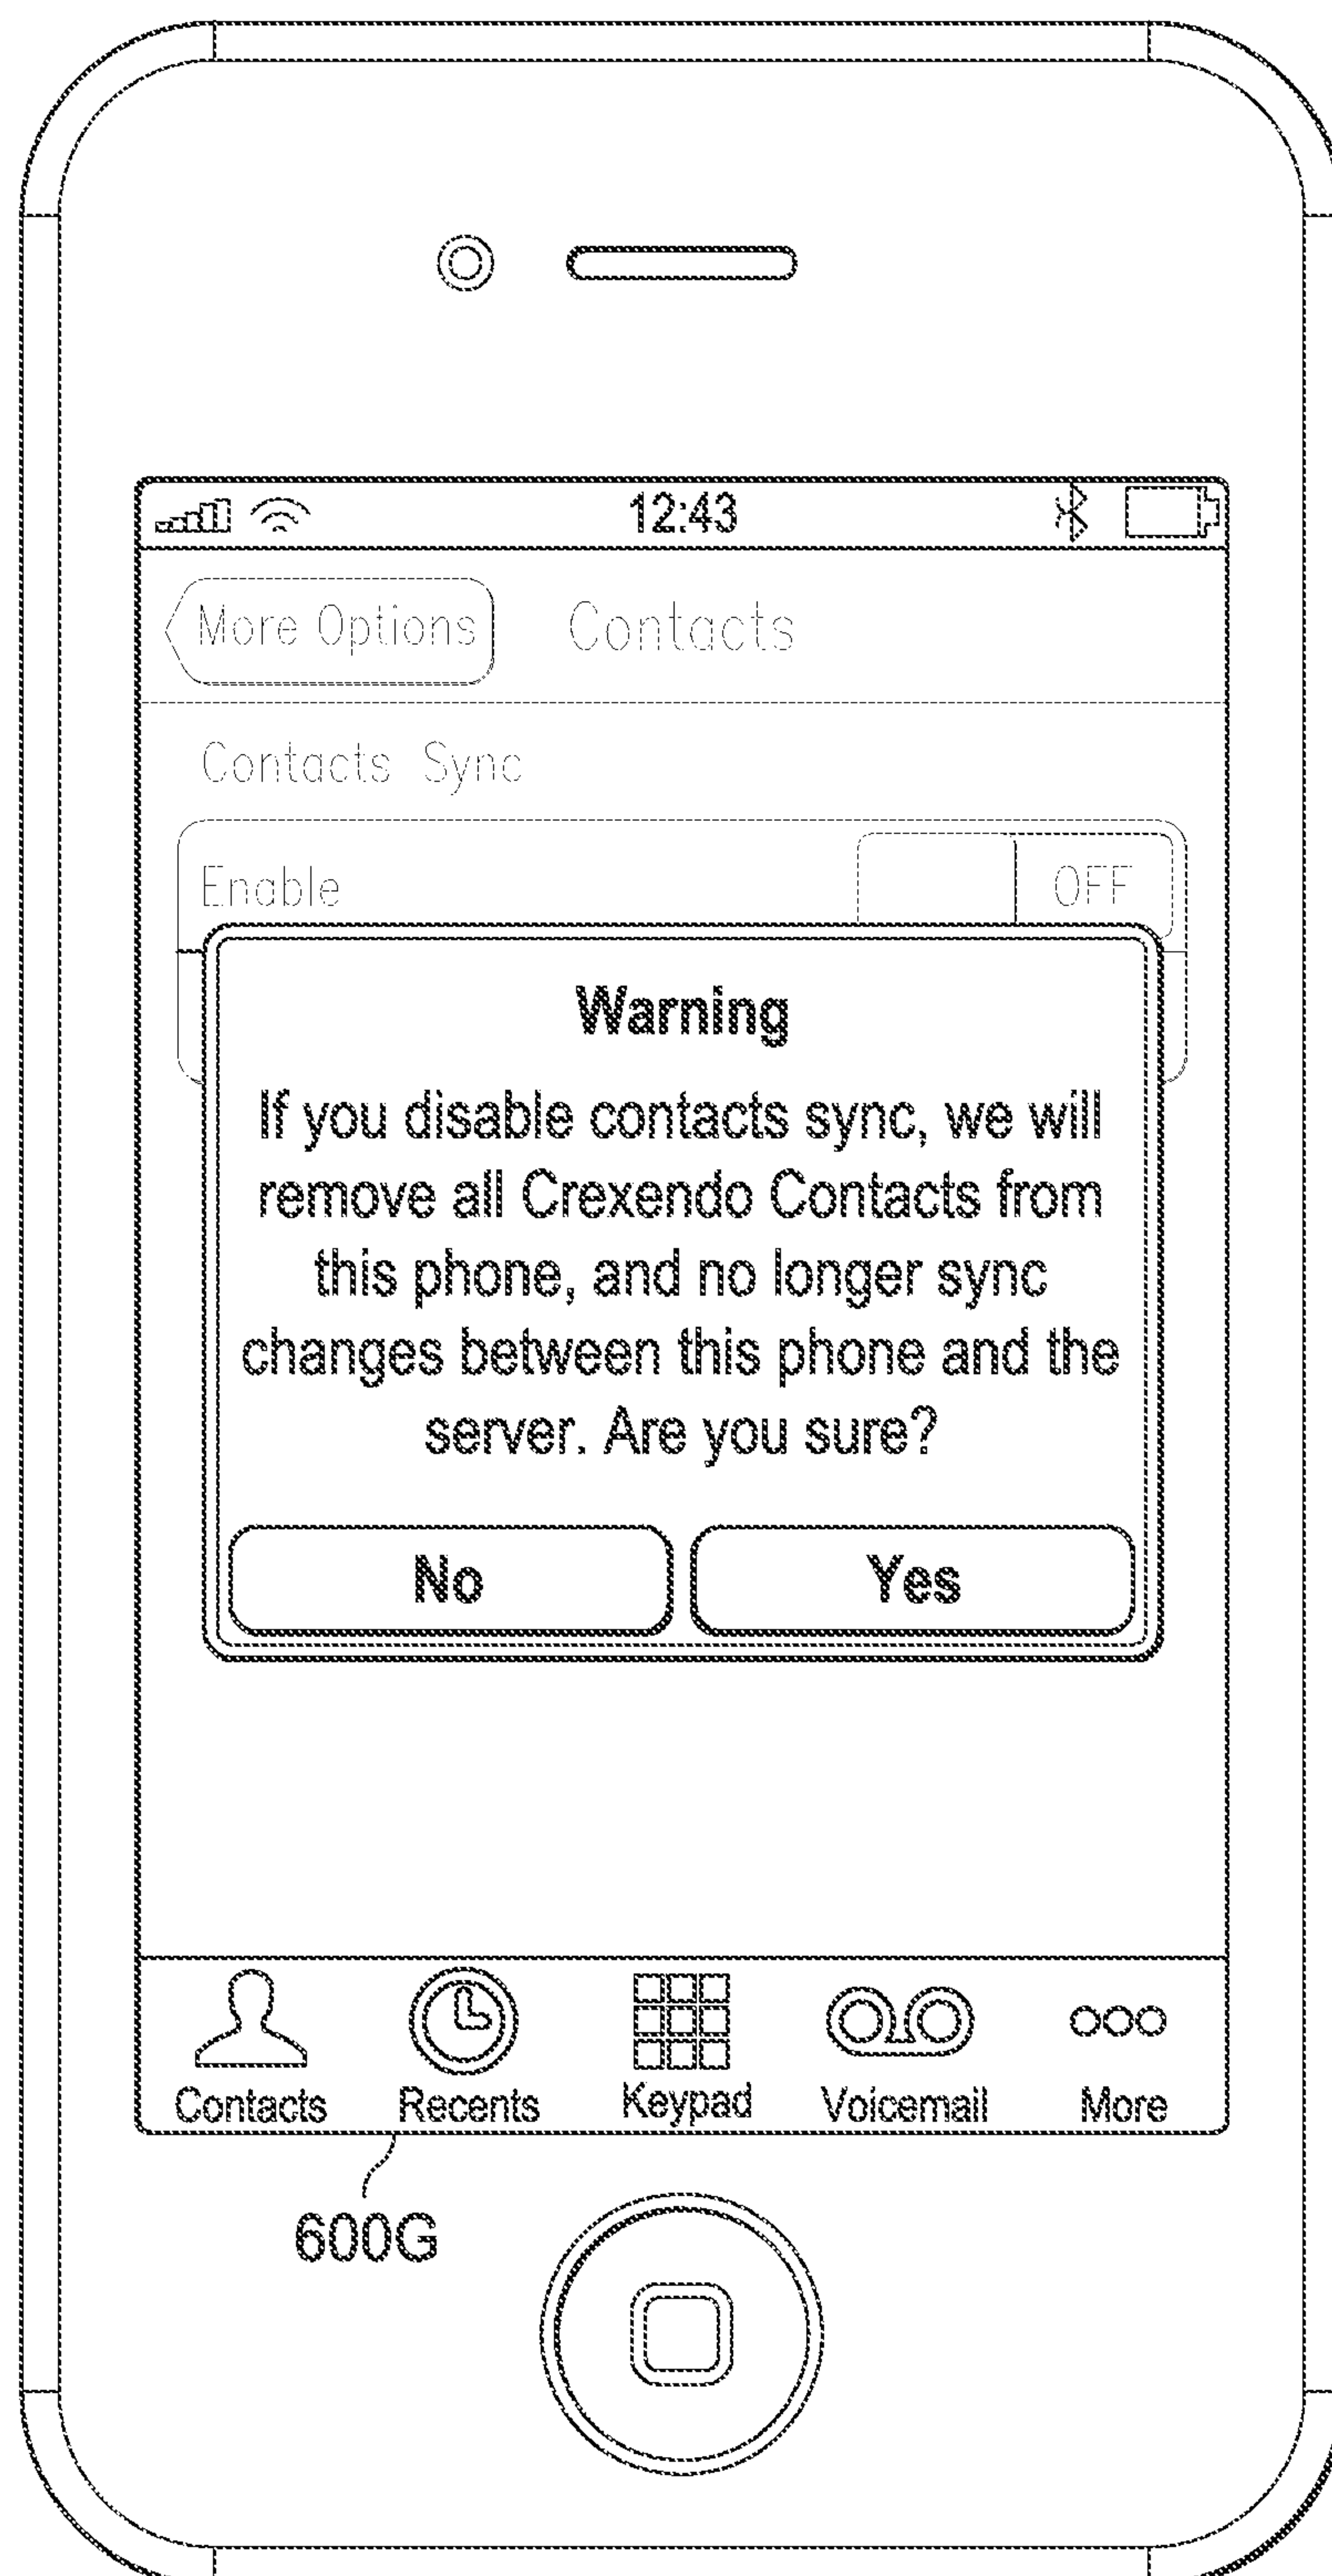 12:43
More Options Contacts
Contacts Sync
Enable OFF
Warning
If you disable contacts sync, we will
remove all Crexendo Contacts from
this phone, and no longer sync
changes between this phone and the
server. Are you sure?
No Yes
Contacts Recents Keypad Voicemail More
600G